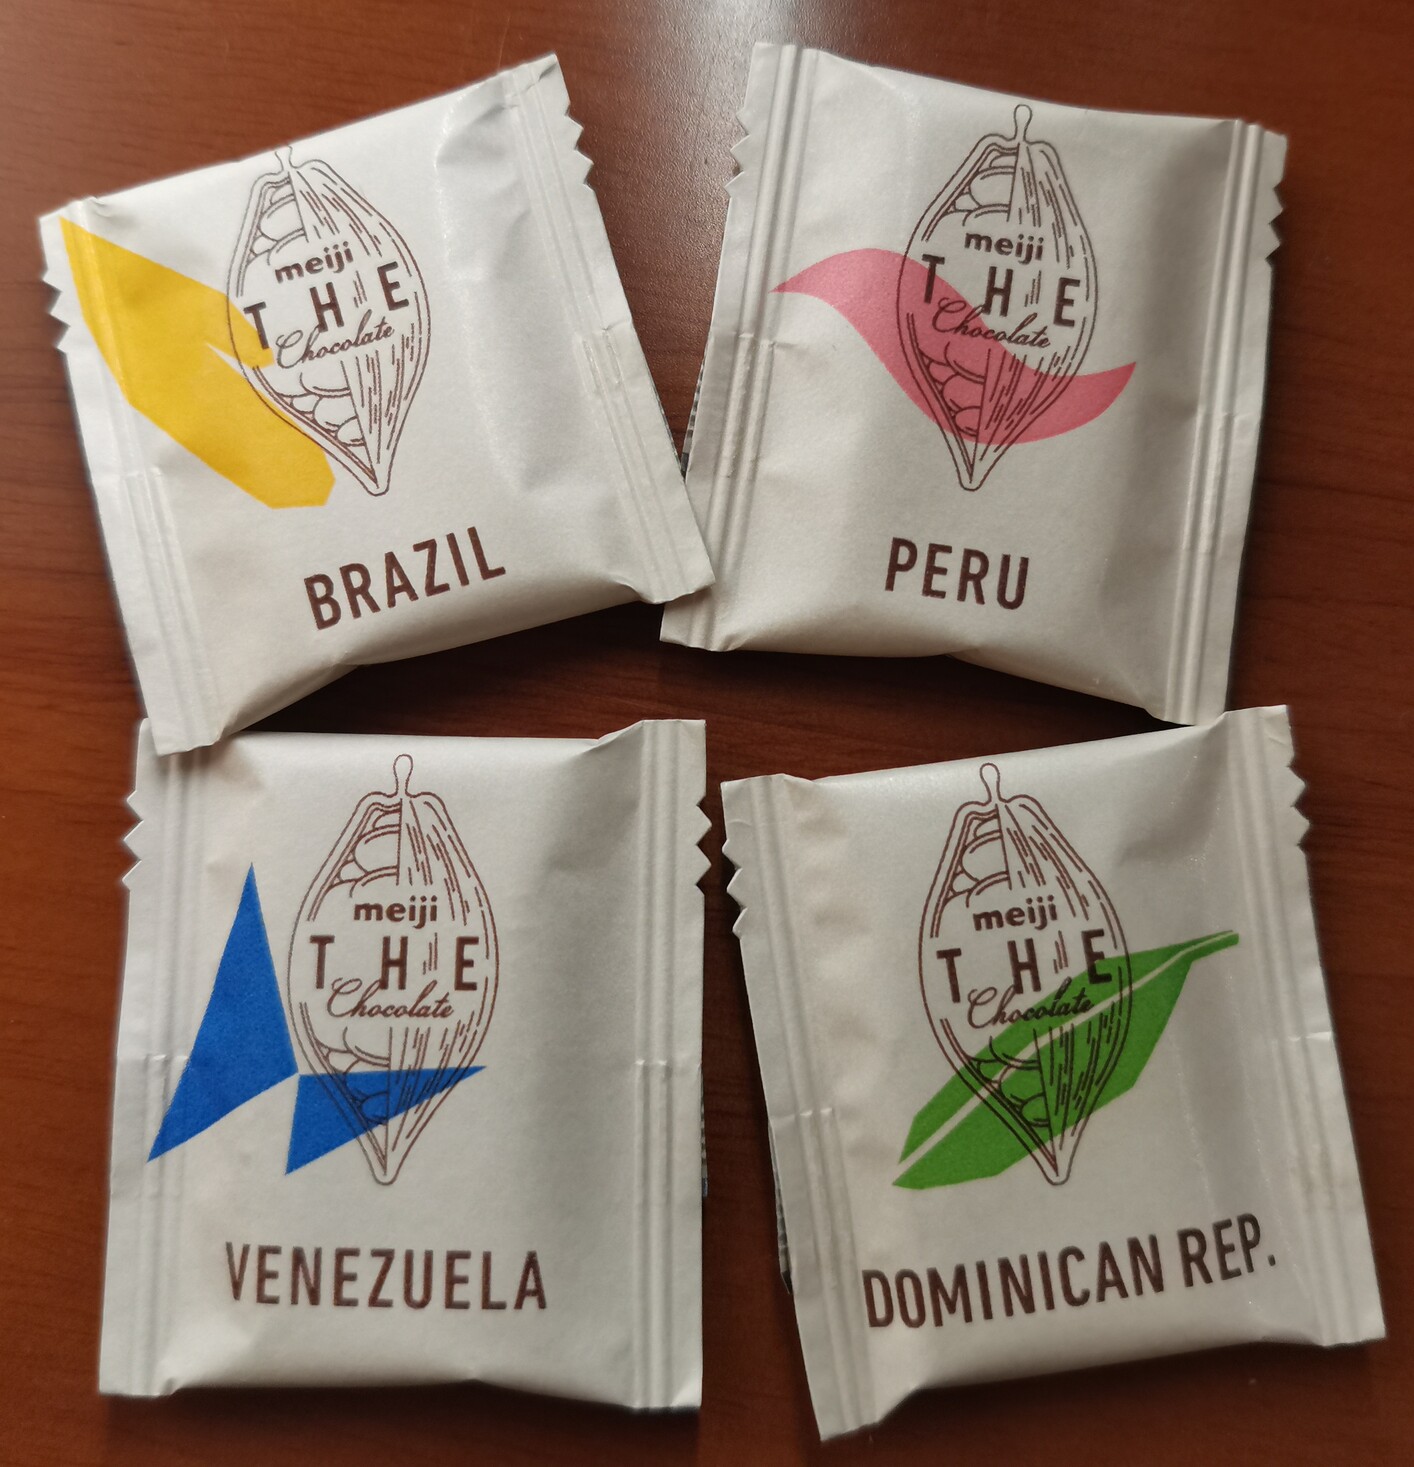 meiji
THE
Chocolate
BRAZIL
meiji
THE
Chocolate
PERU
meiji
THE
Chocolate
VENEZUELA
meiji
THE
Chocolate
DOMINICAN REP.